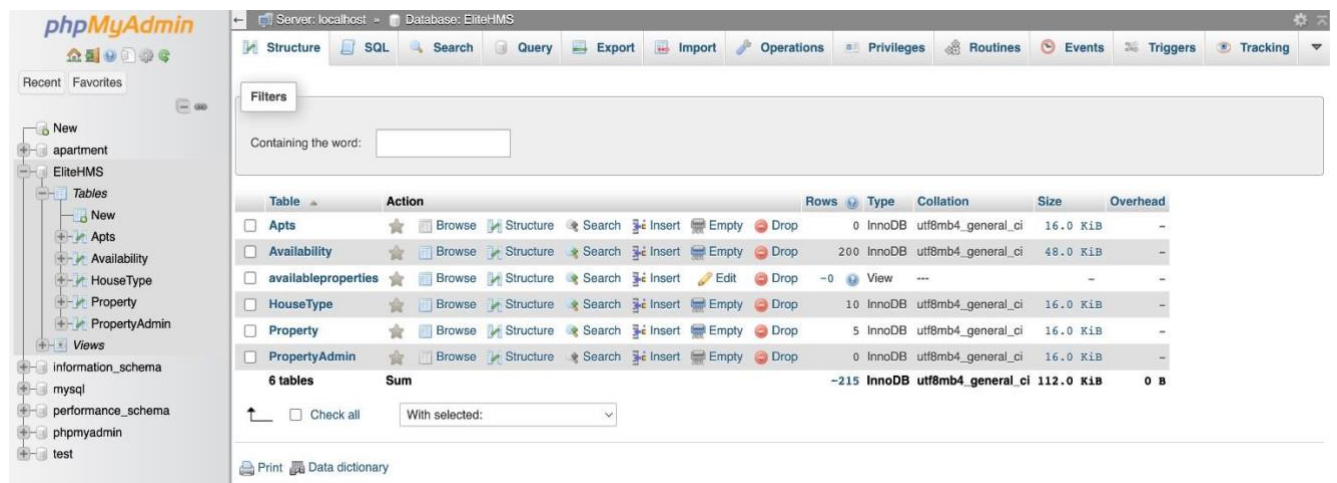 phpMyAdmin
Recent Favorites
New
apartment
EliteHMS
Tables
New
Apts
Availability
HouseType
Property
PropertyAdmin
Views
information_schema
mysql
performance_schema
phpmyadmin
test
Server: localhost » Database: EliteHMS
Structure SQL Search Query Export Import Operations Privileges Routines Events Triggers Tracking
Filters
Containing the word:
Table Action Rows Type Collation Size Overhead
Apts Browse Structure Search Insert Empty Drop 0 InnoDB utf8mb4_general_ci 16.0 KiB -
Availability Browse Structure Search Insert Empty Drop 200 InnoDB utf8mb4_general_ci 48.0 KiB -
availableproperties Browse Structure Search Insert Edit Drop ~0 View --- - -
HouseType Browse Structure Search Insert Empty Drop 10 InnoDB utf8mb4_general_ci 16.0 KiB -
Property Browse Structure Search Insert Empty Drop 5 InnoDB utf8mb4_general_ci 16.0 KiB -
PropertyAdmin Browse Structure Search Insert Empty Drop 0 InnoDB utf8mb4_general_ci 16.0 KiB -
6 tables Sum ~215 InnoDB utf8mb4_general_ci 112.0 KiB 0 B
Check all With selected:
Print Data dictionary